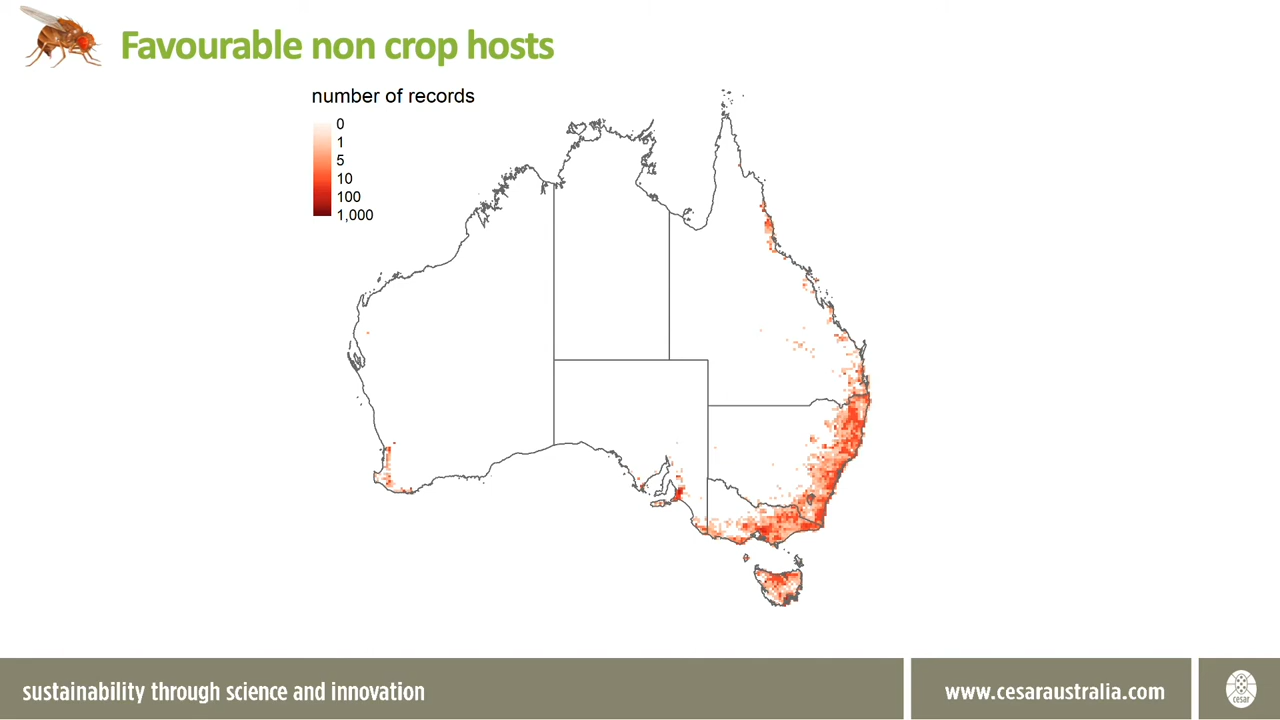 Favourable non crop hosts
number of records
0
1
5
10
100
1,000
sustainability through science and innovation
www.cesaraustralia.com
cesar